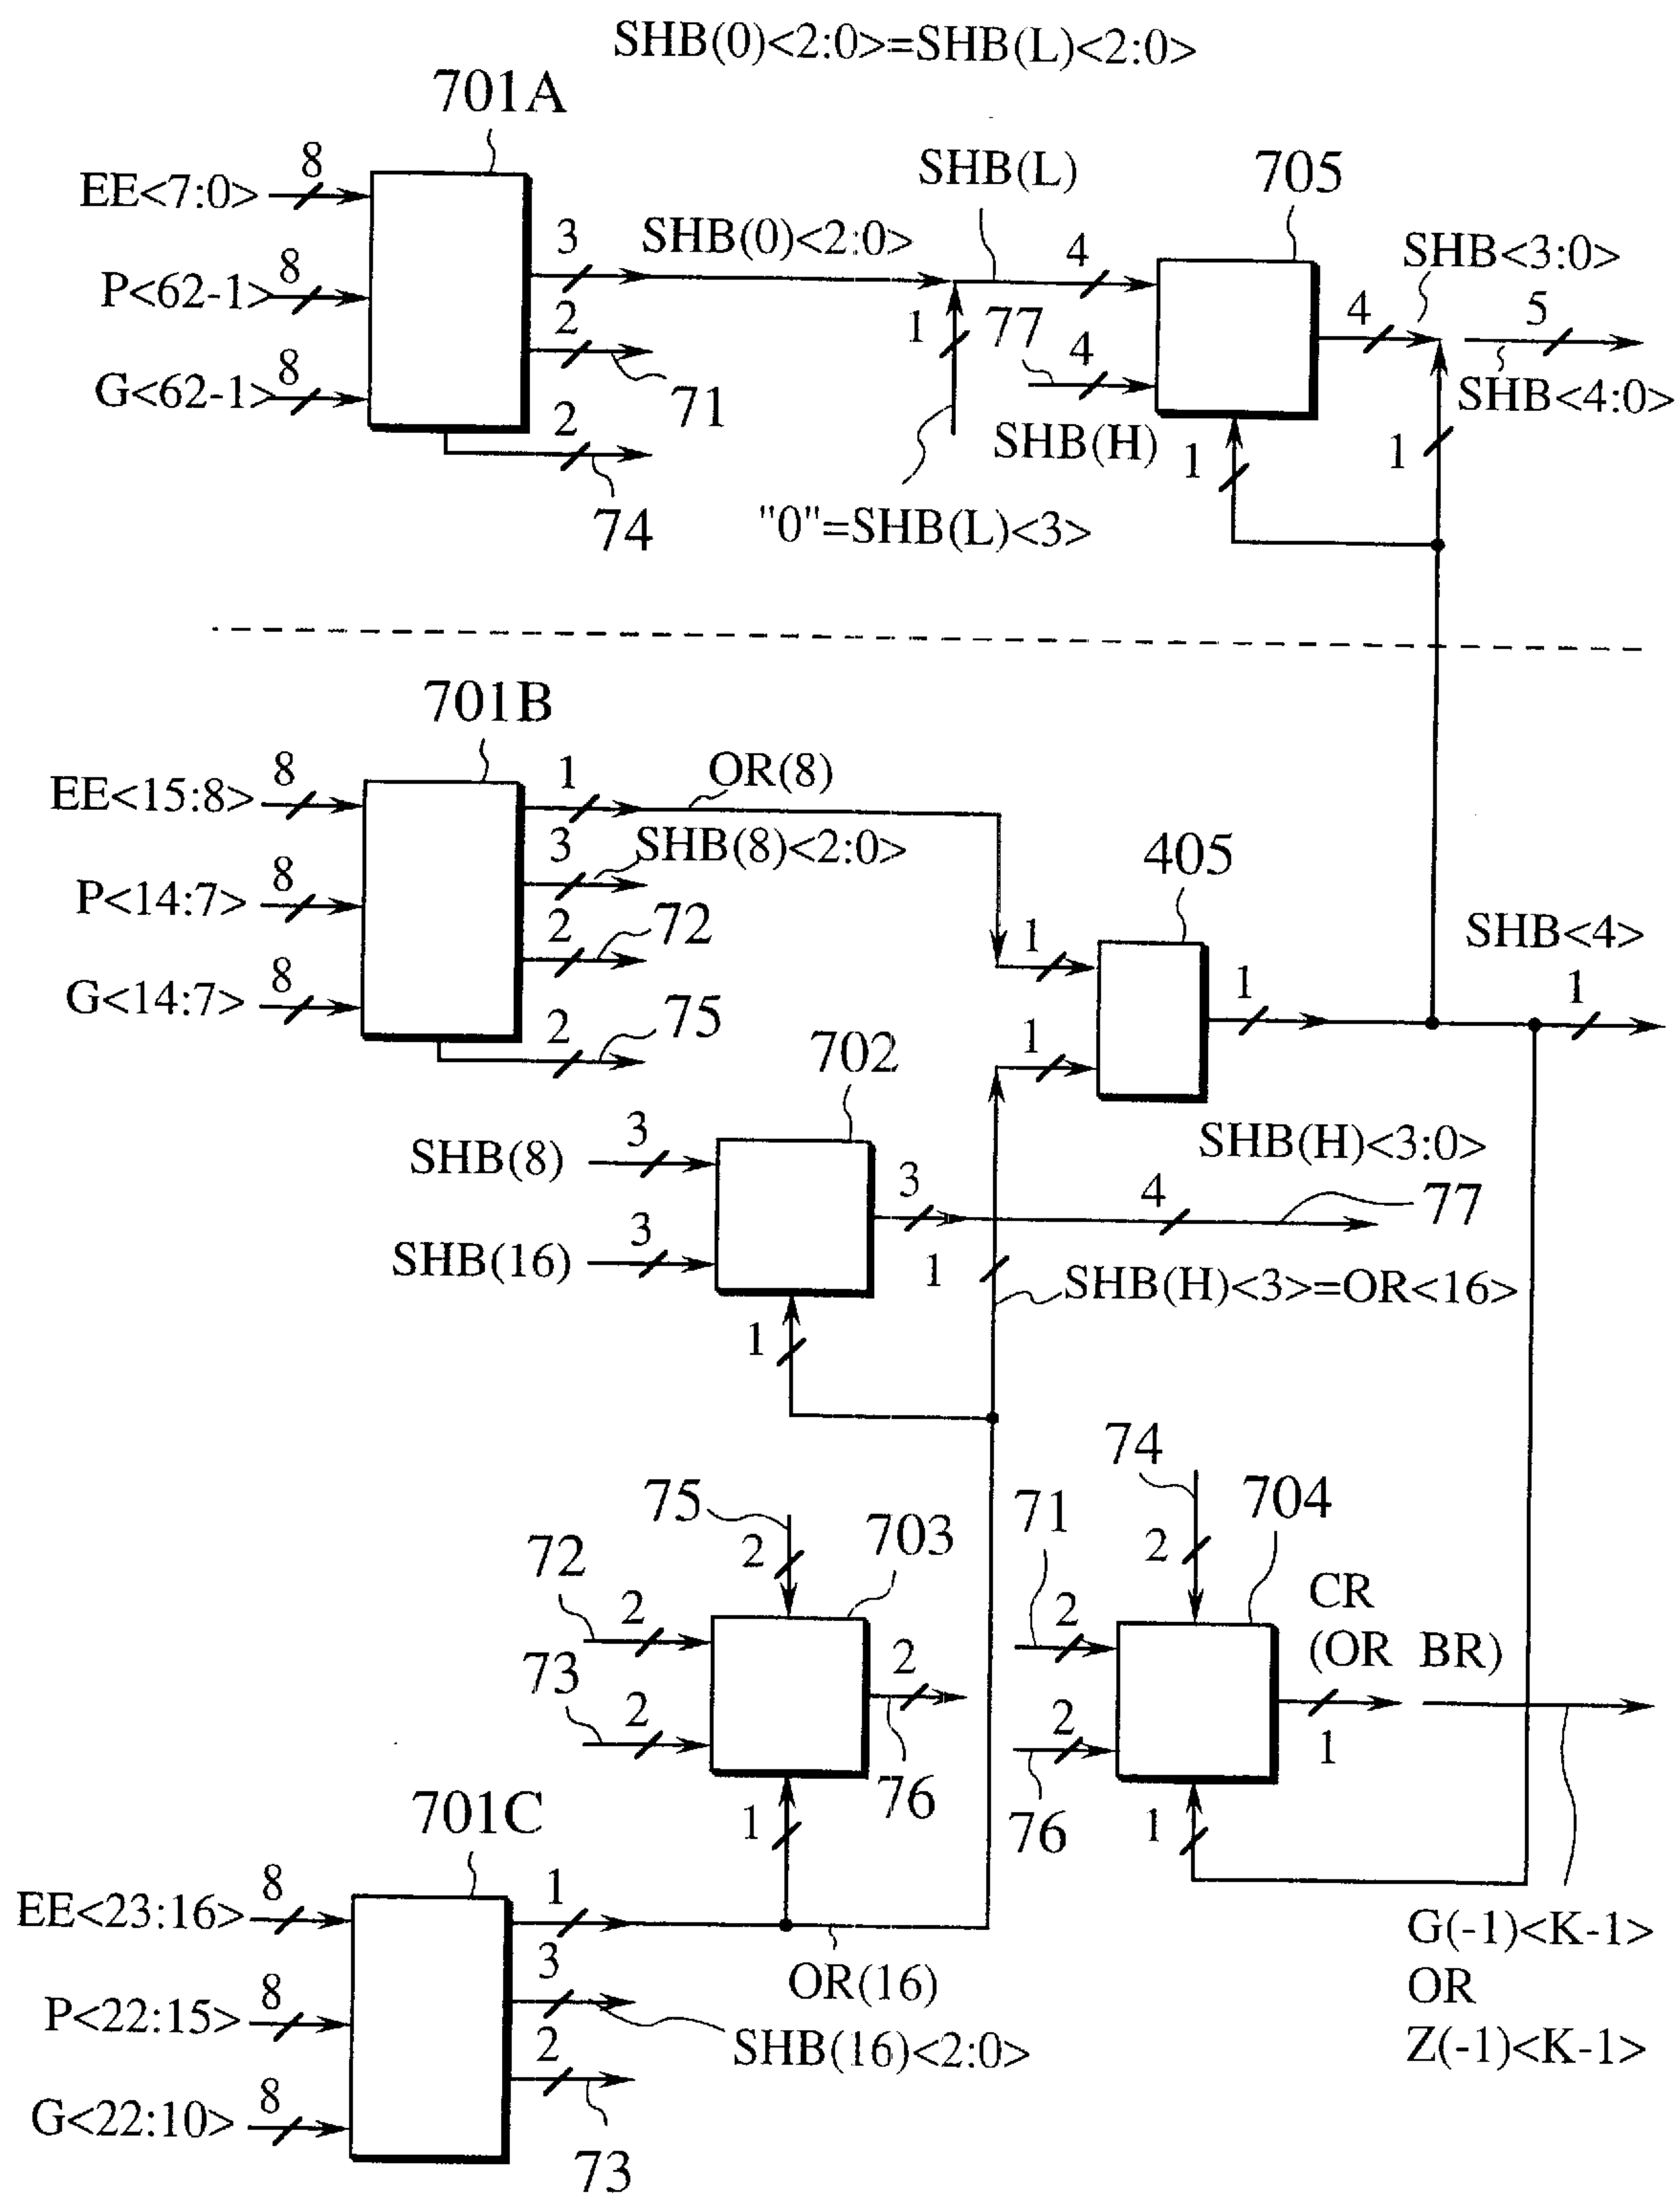 SHB(0)<2:0>=SHB(L)<2:0>
701A
EE<7:0>
8
P<62-1>
8
G<62-1>
8
3
SHB(0)<2:0>
2
71
2
74
SHB(L)
4
705
1
77
4
SHB(H)
1
"0"=SHB(L)<3>
4
SHB<3:0>
5
SHB<4:0>
1
701B
EE<15:8>
8
P<14:7>
8
G<14:7>
8
1
OR(8)
3
SHB(8)<2:0>
2
72
2
75
405
1
1
1
SHB<4>
1
702
SHB(8)
3
SHB(16)
3
3
4
SHB(H)<3:0>
77
1
SHB(H)<3>=OR<16>
1
75
2
703
72
2
73
2
2
76
1
74
2
704
71
2
76
2
CR
(OR BR)
1
1
701C
EE<23:16>
8
P<22:15>
8
G<22:10>
8
1
OR(16)
3
SHB(16)<2:0>
2
73
G(-1)<K-1>
OR
Z(-1)<K-1>